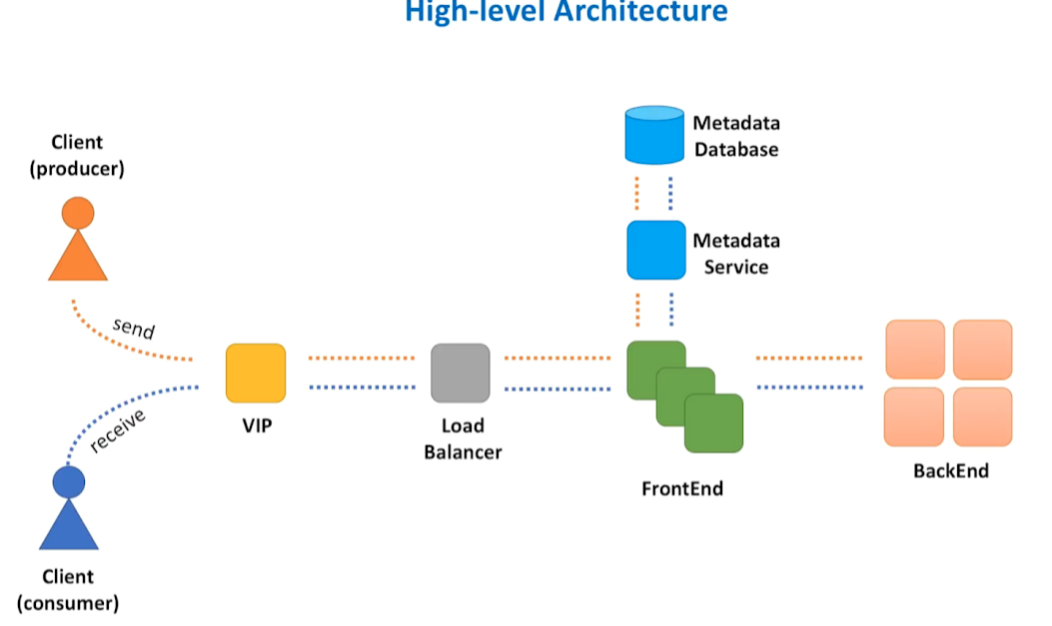 High-level Architecture
Client
(producer)
send
receive
Client
(consumer)
VIP
Load
Balancer
Metadata
Database
Metadata
Service
FrontEnd
BackEnd